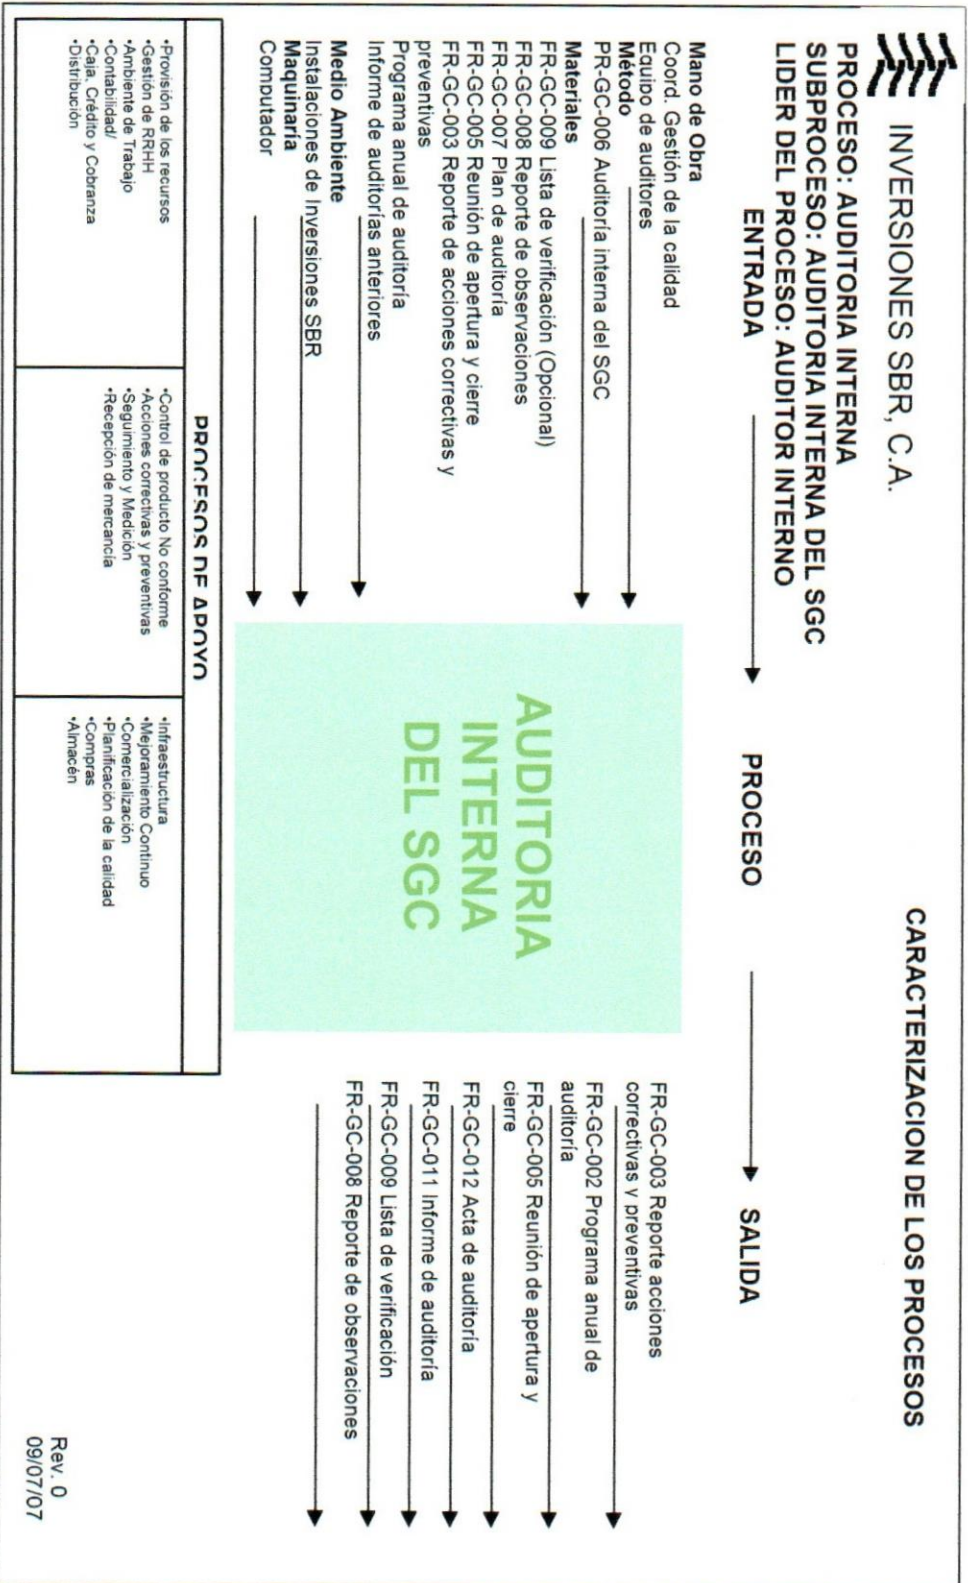 INVERSIONES SBR, C.A.
CARACTERIZACION DE LOS PROCESOS
PROCESO: AUDITORIA INTERNA
SUBPROCESO: AUDITORIA INTERNA DEL SGC
LIDER DEL PROCESO: AUDITOR INTERNO
ENTRADA
PROCESO
SALIDA
Mano de Obra
Coord. Gestión de la calidad
Equipo de auditores
Método
PR-GC-006 Auditoría interna del SGC
Materiales
FR-GC-009 Lista de verificación (Opcional)
FR-GC-008 Reporte de observaciones
FR-GC-007 Plan de auditoría
FR-GC-005 Reunión de apertura y cierre
FR-GC-003 Reporte de acciones correctivas y
preventivas
Programa anual de auditoría
Informe de auditorías anteriores
Medio Ambiente
Instalaciones de Inversiones SBR
Maquinaría
Computador
AUDITORIA
INTERNA
DEL SGC
FR-GC-003 Reporte acciones
correctivas y preventivas
FR-GC-002 Programa anual de
auditoría
FR-GC-005 Reunión de apertura y
cierre
FR-GC-012 Acta de auditoría
FR-GC-011 Informe de auditoría
FR-GC-009 Lista de verificación
FR-GC-008 Reporte de observaciones
PROCESOS DE APOYO
•Provisión de los recursos
•Gestión de RRHH
•Ambiente de Trabajo
•Contabilidad/
•Caja, Crédito y Cobranza
•Distribución
•Control de producto No conforme
•Acciones correctivas y preventivas
•Seguimiento y Medición
•Recepción de mercancía
•Infraestructura
•Mejoramiento Continuo
•Comercialización
•Planificación de la calidad
•Compras
•Almacén
Rev. 0
09/07/07